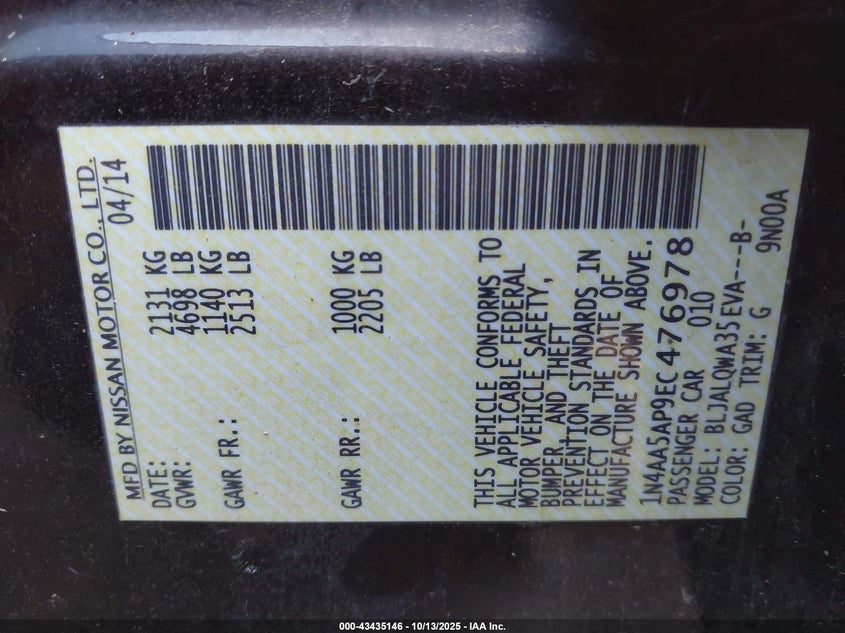 MFD BY NISSAN MOTOR CO., LTD.
DATE: 04/14
GVWR: 2131 KG
4698 LB
GAWR FR.: 1140 KG
2513 LB
GAWR RR.: 1000 KG
2205 LB
THIS VEHICLE CONFORMS TO
ALL APPLICABLE FEDERAL
MOTOR VEHICLE SAFETY,
BUMPER, AND THEFT
PREVENTION STANDARDS IN
EFFECT ON THE DATE OF
MANUFACTURE SHOWN ABOVE.
1N4AA5AP9EC476978
PASSENGER CAR 010
MODEL: BLJALQWA35EVA---B-
COLOR: GAD TRIM: G 9N00A
000-43435146 - 10/13/2025 - IAA Inc.